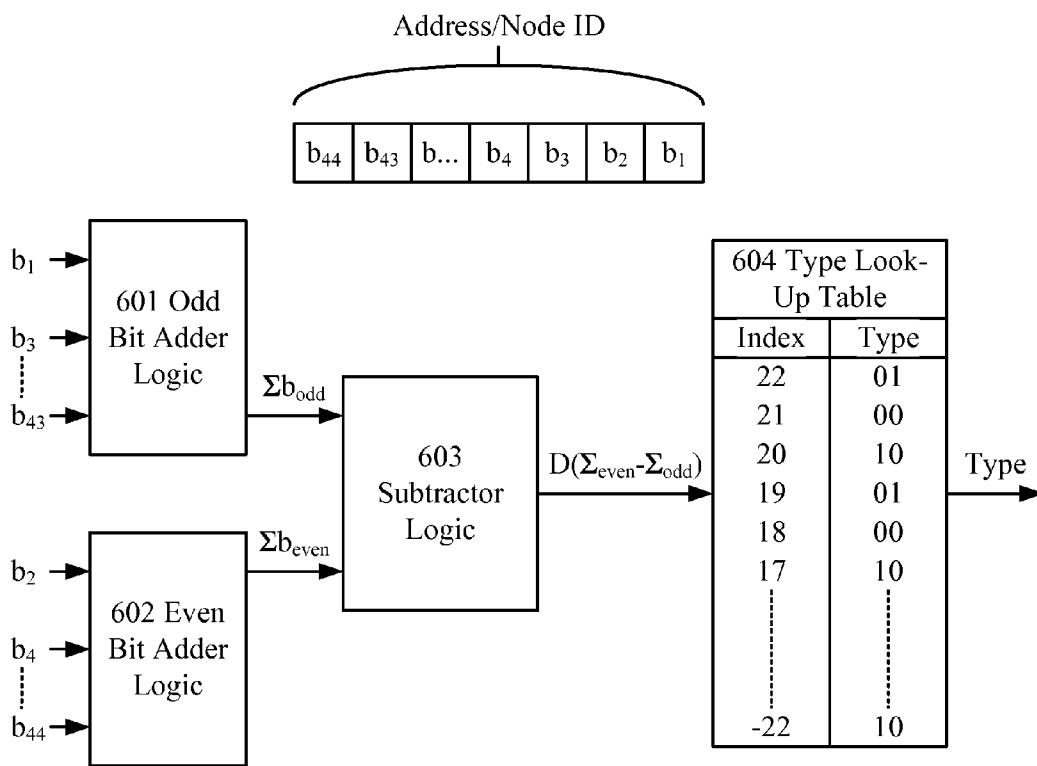 Address/Node ID
b44 b43 b... b4 b3 b2 b1
b1
b3
b43
601 Odd
Bit Adder
Logic
Σbodd
b2
b4
b44
602 Even
Bit Adder
Logic
Σbeven
603
Subtractor
Logic
D(Σeven-Σodd)
604 Type Look-
Up Table
Index Type
22 01
21 00
20 10
19 01
18 00
17 10
-22 10
Type